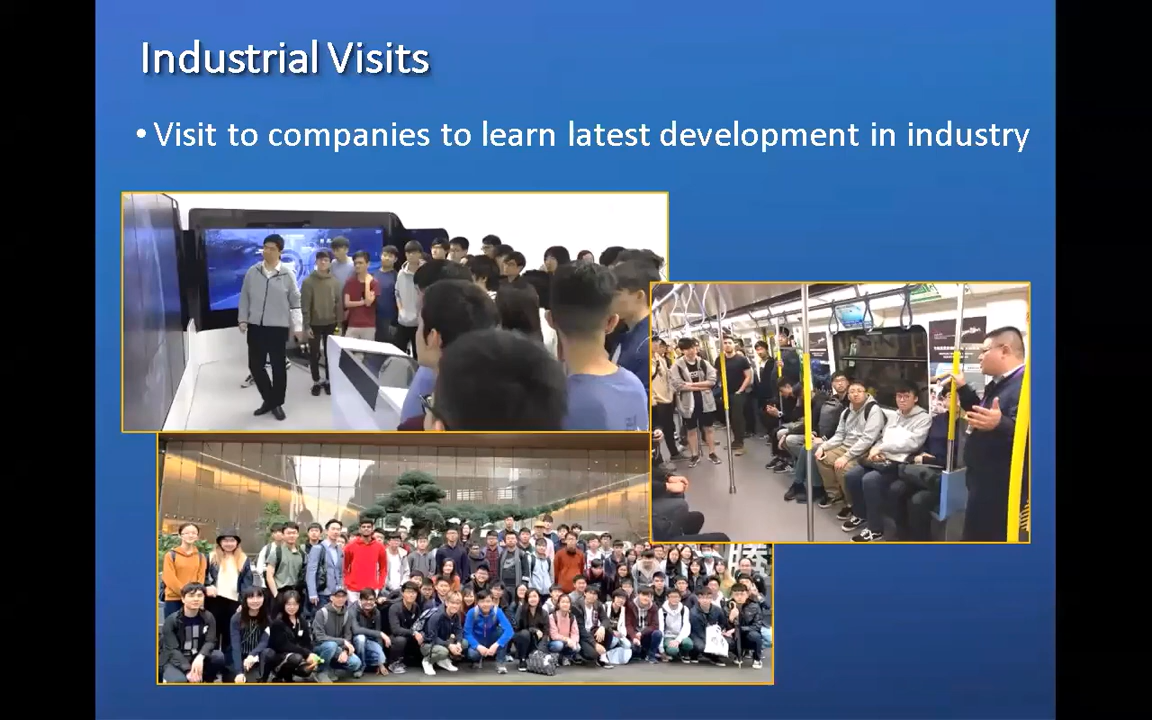 Industrial Visits
• Visit to companies to learn latest development in industry